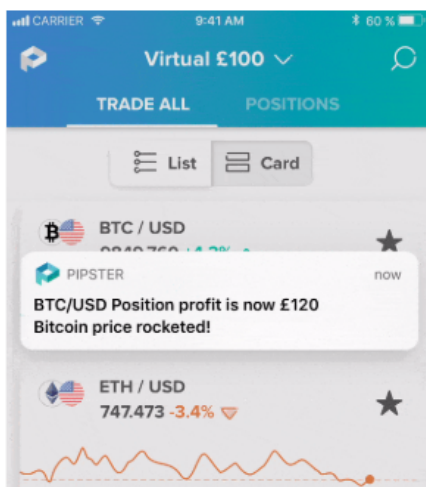 CARRIER 9:41 AM 60 %
Virtual £100
TRADE ALL POSITIONS
List Card
BTC / USD
PIPSTER now
BTC/USD Position profit is now £120
Bitcoin price rocketed!
ETH / USD
747.473 -3.4%